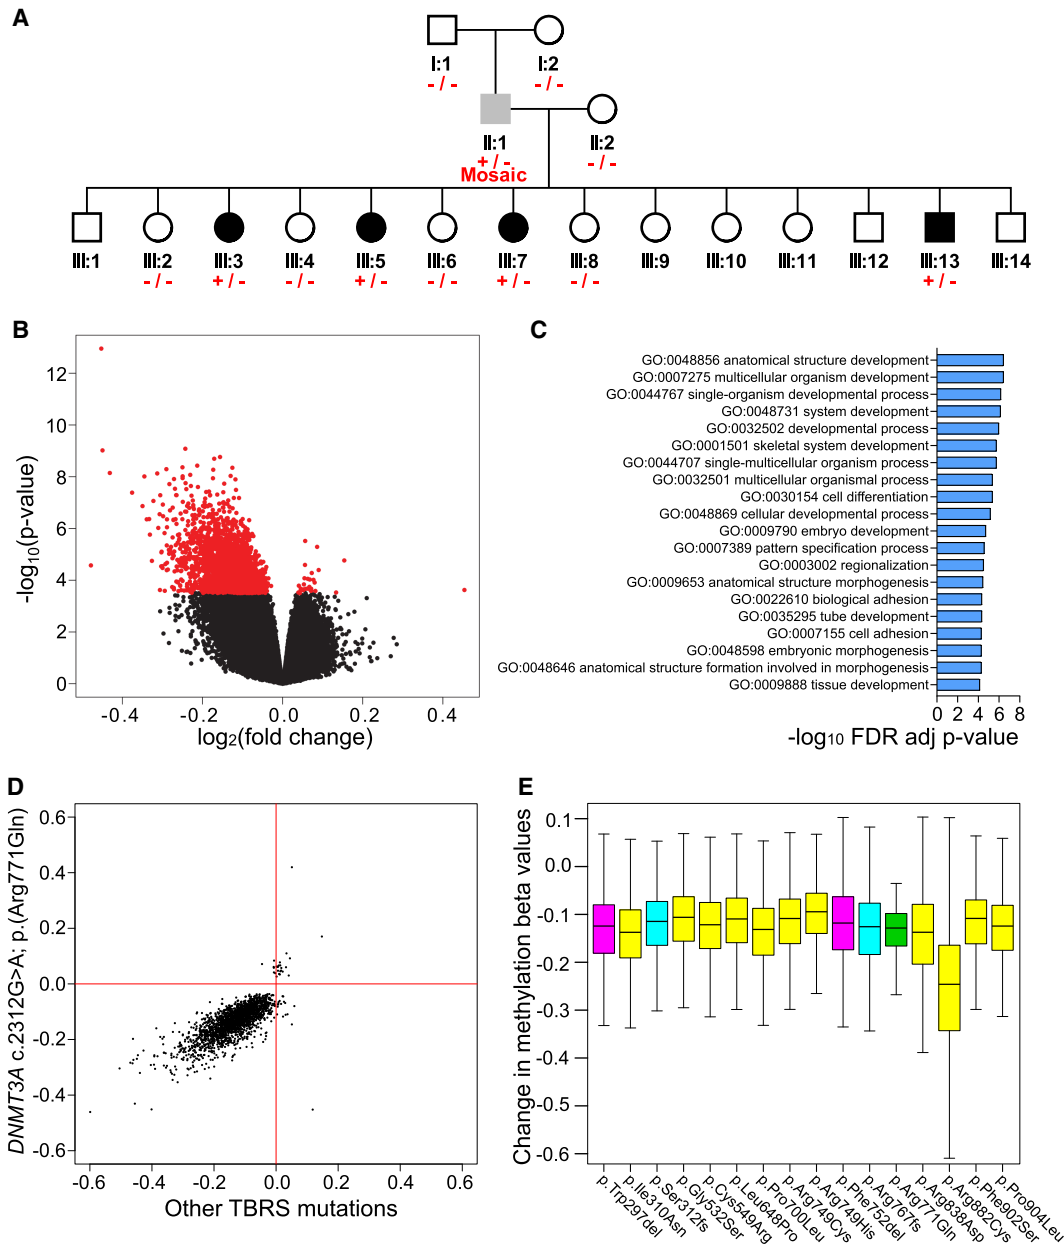 A
I:1
I:2
- / -
- / -
II:1
II:2
+ / -
- / -
Mosaic
III:1
III:2
III:3
III:4
III:5
III:6
III:7
III:8
III:9
III:10
III:11
III:12
III:13
III:14
- / -
+ / -
- / -
+ / -
- / -
+ / -
- / -
+ / -
B
-log10(p-value)
12
10
8
6
4
2
0
-0.4
-0.2
0.0
0.2
0.4
log2(fold change)
C
GO:0048856 anatomical structure development
GO:0007275 multicellular organism development
GO:0044767 single-organism developmental process
GO:0048731 system development
GO:0032502 developmental process
GO:0001501 skeletal system development
GO:0044707 single-multicellular organism process
GO:0032501 multicellular organismal process
GO:0030154 cell differentiation
GO:0048869 cellular developmental process
GO:0009790 embryo development
GO:0007389 pattern specification process
GO:0003002 regionalization
GO:0009653 anatomical structure morphogenesis
GO:0022610 biological adhesion
GO:0035295 tube development
GO:0007155 cell adhesion
GO:0048598 embryonic morphogenesis
GO:0048646 anatomical structure formation involved in morphogenesis
GO:0009888 tissue development
0 2 4 6 8
-log10 FDR adj p-value
D
DNMT3A c.2312G>A; p.(Arg771Gln)
0.6
0.4
0.2
0.0
-0.2
-0.4
-0.6
-0.6
-0.4
-0.2
0.0
0.2
0.4
0.6
Other TBRS mutations
E
Change in methylation beta values
0.1
0.0
-0.1
-0.2
-0.3
-0.4
-0.5
-0.6
p.Trp297del
p.Ile310Asn
p.Ser312fs
p.Gly532Ser
p.Cys549Arg
p.Leu648Pro
p.Pro700Leu
p.Arg749Cys
p.Arg749His
p.Phe752del
p.Arg767fs
p.Arg771Gln
p.Arg838Asp
p.Arg882Cys
p.Phe902Ser
p.Pro904Leu